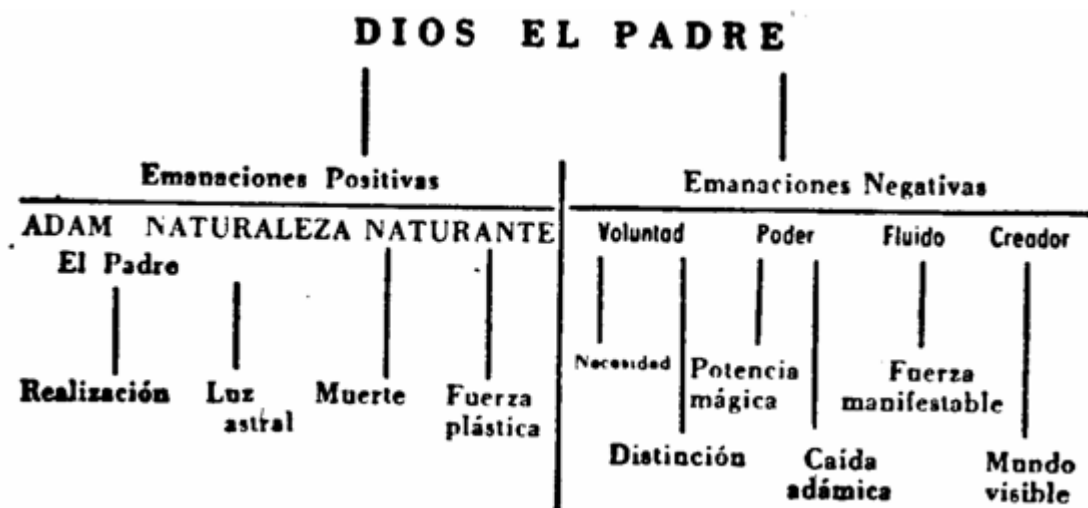 DIOS EL PADRE
Emanaciones Positivas
ADAM NATURALEZA NATURANTE
El Padre
Realización
Luz
astral
Muerte
Fuerza
plástica
Emanaciones Negativas
Voluntad Poder Fluido Creador
Necesidad
Distinción
Potencia
mágica
Caída
adámica
Fuerza
manifestable
Mundo
visible